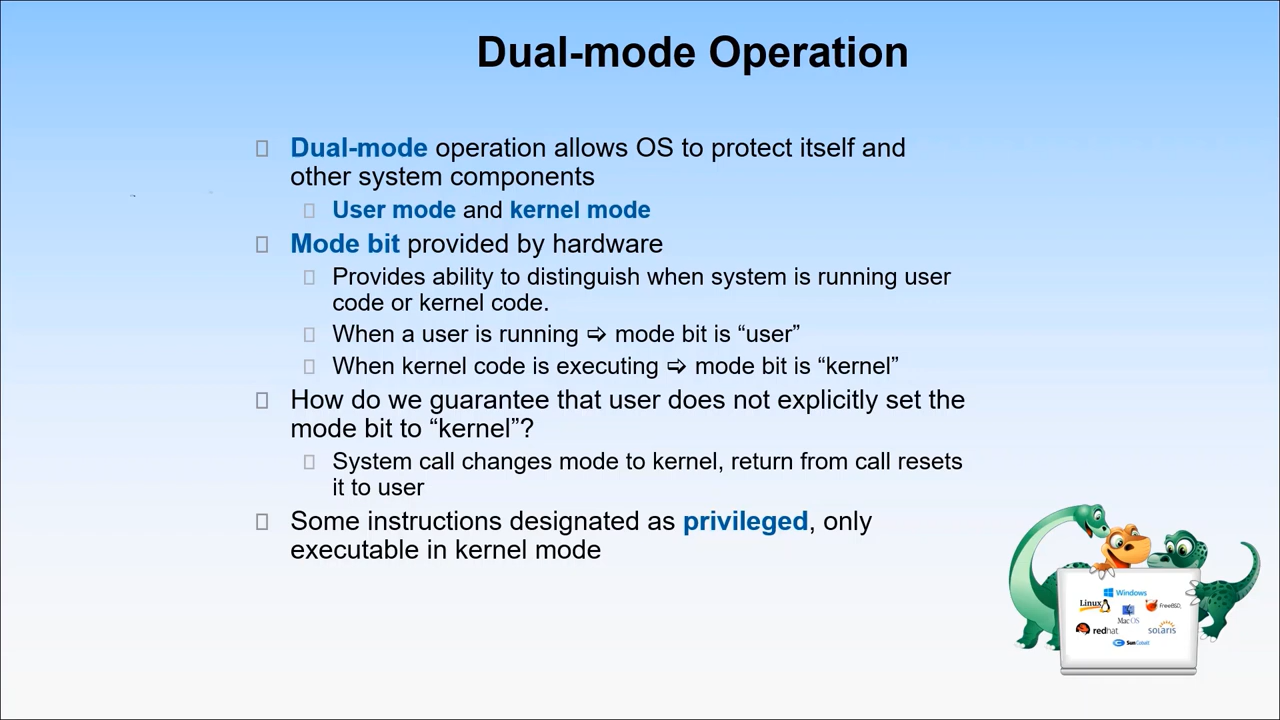 Dual-mode Operation
Dual-mode operation allows OS to protect itself and
other system components
User mode and kernel mode
Mode bit provided by hardware
Provides ability to distinguish when system is running user
code or kernel code.
When a user is running ⇨ mode bit is “user”
When kernel code is executing ⇨ mode bit is “kernel”
How do we guarantee that user does not explicitly set the
mode bit to “kernel”?
System call changes mode to kernel, return from call resets
it to user
Some instructions designated as privileged, only
executable in kernel mode
Windows
Linux
FreeBSD
Mac OS
redhat
solaris
Sun Cobalt